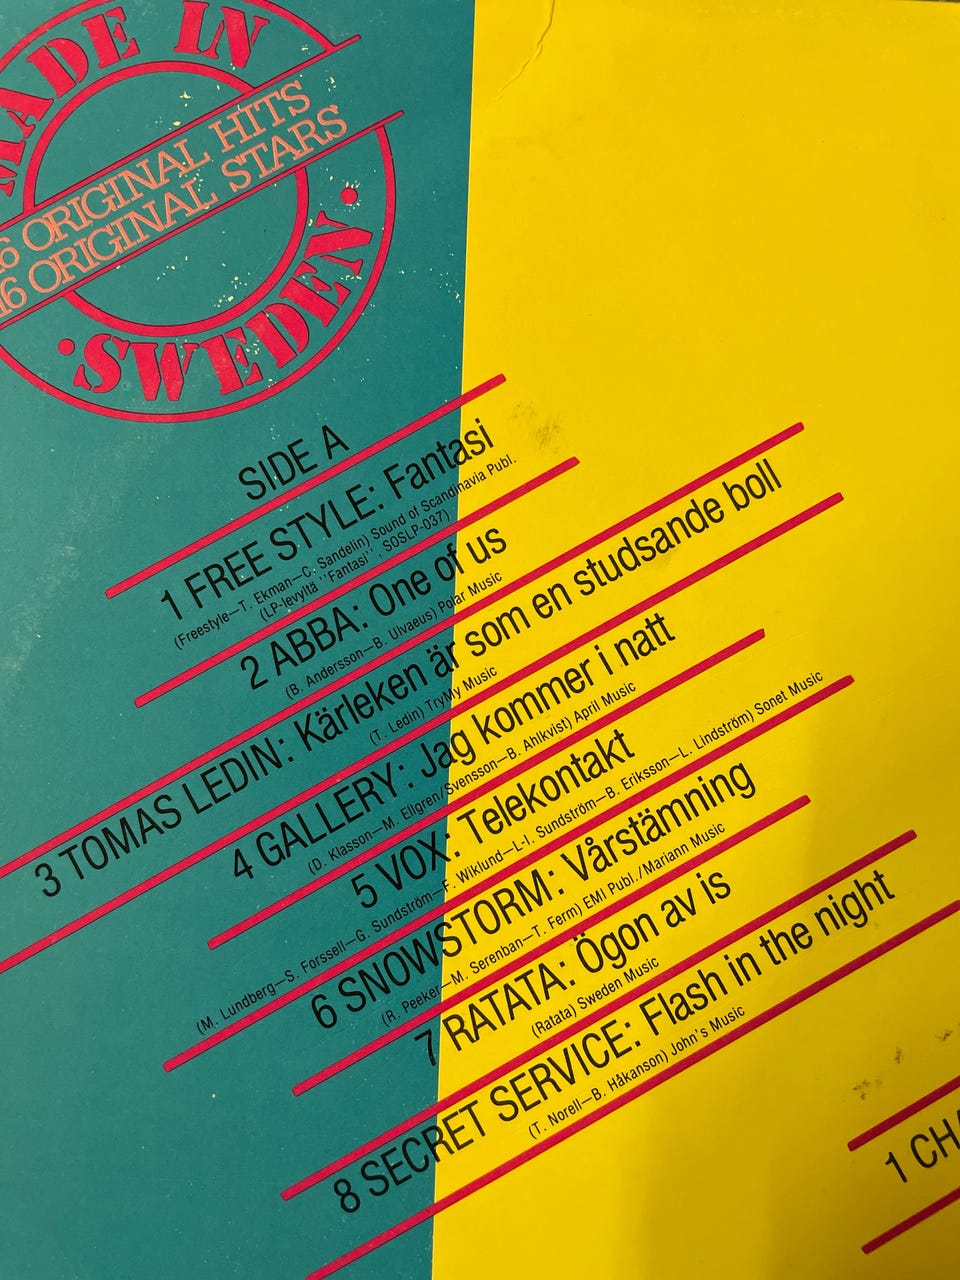 MADE IN
16 ORIGINAL HITS
16 ORIGINAL STARS
SWEDEN
SIDE A
1 FREE STYLE: Fantasi
(Freestyle—T. Ekman—C. Sandelin) Sound of Scandinavia Publ.
(LP-levyltä "Fantasi", SOSLP-037)
2 ABBA: One of us
(B. Andersson—B. Ulvaeus) Polar Music
3 TOMAS LEDIN: Kärleken är som en studsande boll
(T. Ledin) TryMy Music
4 GALLERY: Jag kommer i natt
(D. Klasson—M. Ellgren/Svensson—B. Ahlkvist) April Music
5 VOX: Telekontakt
(M. Lundberg—S. Forssell—G. Sundström—F. Wiklund—L-I. Sundström—B. Eriksson—L. Lindström) Sonet Music
6 SNOWSTORM: Vårstämning
(R. Peeker—M. Serenban—T. Ferm) EMI Publ./Mariann Music
7 RATATA: Ögon av is
(Ratata) Sweden Music
8 SECRET SERVICE: Flash in the night
(T. Norell—B. Håkanson) John's Music
1 CHA